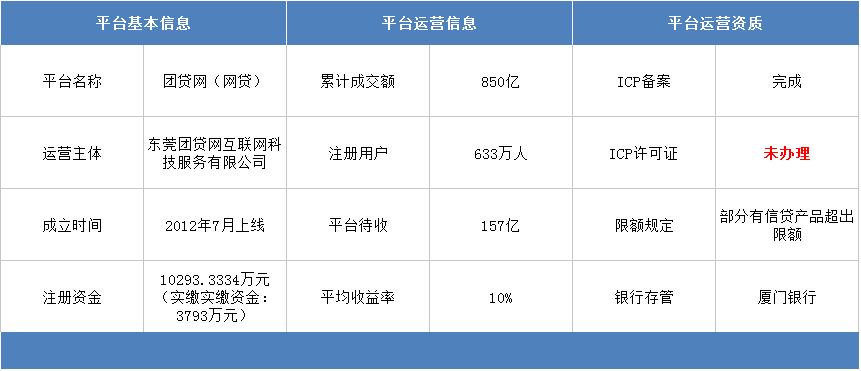 平台基本信息 平台运营信息 平台运营资质
平台名称 团贷网（网贷） 累计成交额 850亿 ICP备案 完成
运营主体 东莞团贷网互联网科
技服务有限公司 注册用户 633万人 ICP许可证 未办理
成立时间 2012年7月上线 平台待收 157亿 限额规定 部分有信贷产品超出
限额
注册资金 10293.3334万元
（实缴实缴资金：
3793万元） 平均收益率 10% 银行存管 厦门银行